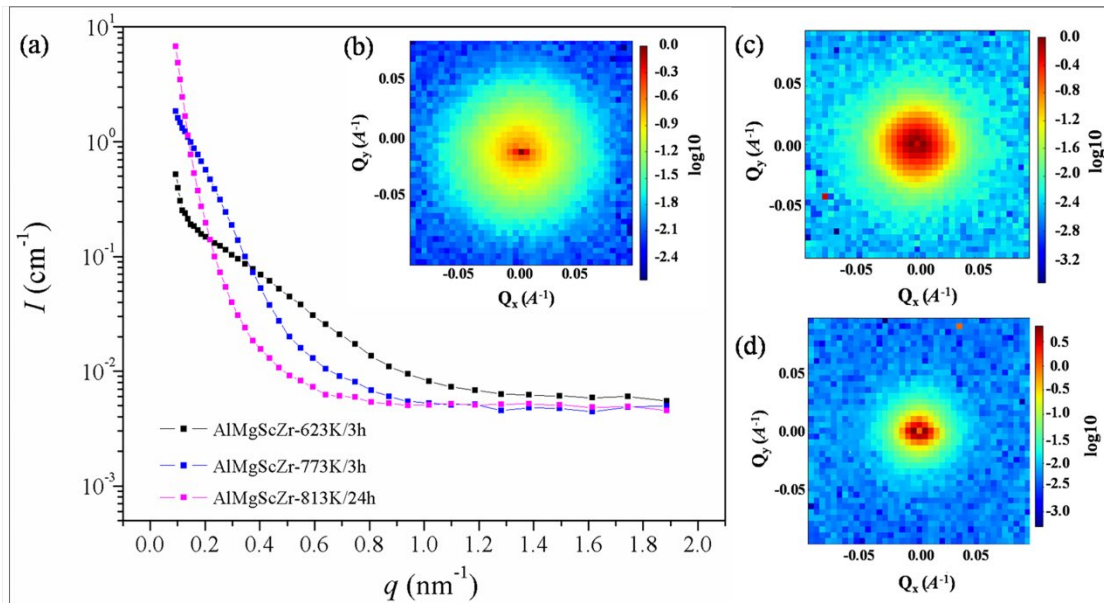 (a)
10¹
10⁰
10⁻¹
10⁻²
10⁻³
I (cm⁻¹)
0.0 0.2 0.4 0.6 0.8 1.0 1.2 1.4 1.6 1.8 2.0
q (nm⁻¹)
AlMgScZr-623K/3h
AlMgScZr-773K/3h
AlMgScZr-813K/24h
(b)
0.05
0.00
-0.05
Q_y (A⁻¹)
-0.05 0.00 0.05
Q_x (A⁻¹)
0.0
-0.3
-0.6
-0.9
-1.2
-1.5
-1.8
-2.1
-2.4
log10
(c)
0.05
0.00
-0.05
Q_y (A⁻¹)
-0.05 0.00 0.05
Q_x (A⁻¹)
0.0
-0.4
-0.8
-1.2
-1.6
-2.0
-2.4
-2.8
-3.2
log10
(d)
0.05
0.00
-0.05
Q_y (A⁻¹)
-0.05 0.00 0.05
Q_x (A⁻¹)
0.5
0.0
-0.5
-1.0
-1.5
-2.0
-2.5
-3.0
log10